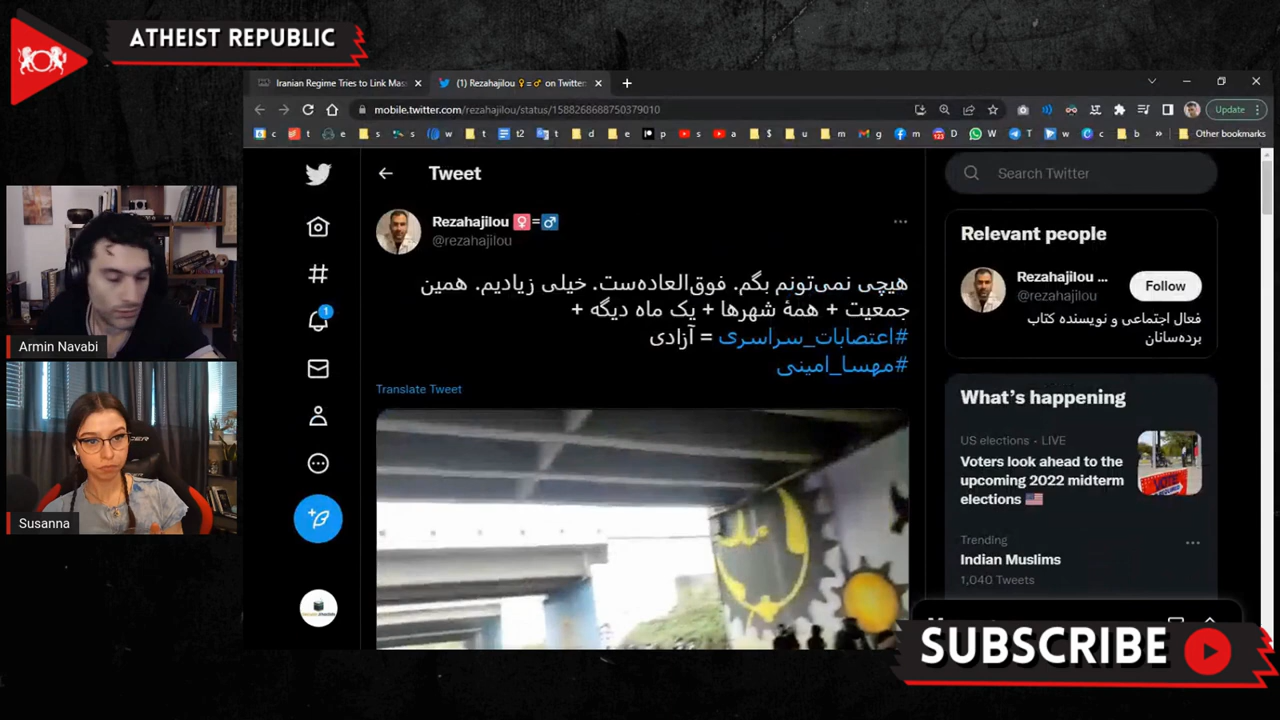 ATHEIST REPUBLIC
Iranian Regime Tries to Link Mas
(1) Rezahajilou ♀=♂ on Twitter
mobile.twitter.com/rezahajilou/status/1588268688750379010
Update
Other bookmarks
Tweet
Search Twitter
Rezahajilou ♀=♂
@rezahajilou
هیچی نمی‌تونم بگم. فوق‌العاده‌ست. خیلی زیادیم. همین
جمعیت + همهٔ شهرها + یک ماه دیگه +
#اعتصابات_سراسری = آزادی
#مهسا_امینی
Translate Tweet
Relevant people
Rezahajilou ...
@rezahajilou
Follow
فعال اجتماعی و نویسنده کتاب
برده‌سانان
What's happening
US elections · LIVE
Voters look ahead to the
upcoming 2022 midterm
elections
Trending
Indian Muslims
1,040 Tweets
Armin Navabi
Susanna
SUBSCRIBE